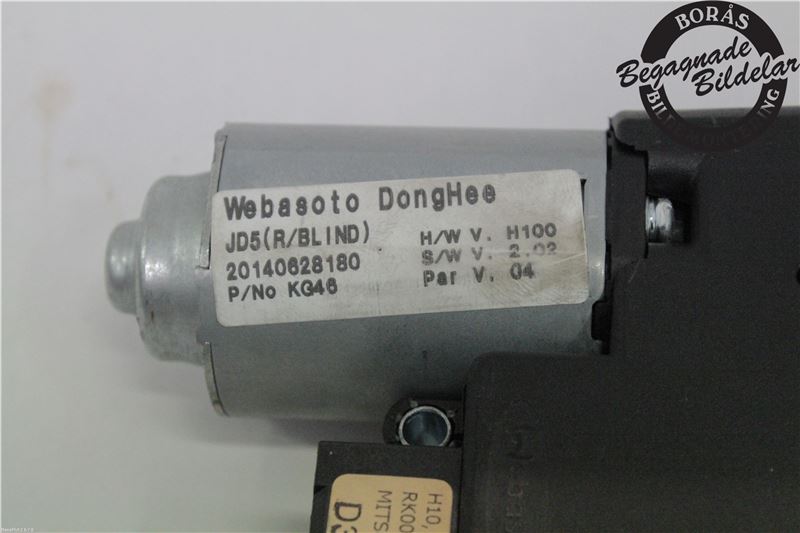 BORÅS
Begagnade
Bildelar
Webasoto DongHee
JD5(R/BLIND) H/W V. H100
20140628180 S/W V. 2.02
P/No KG46 Par V. 04
H10,
RK00
MITS
D3